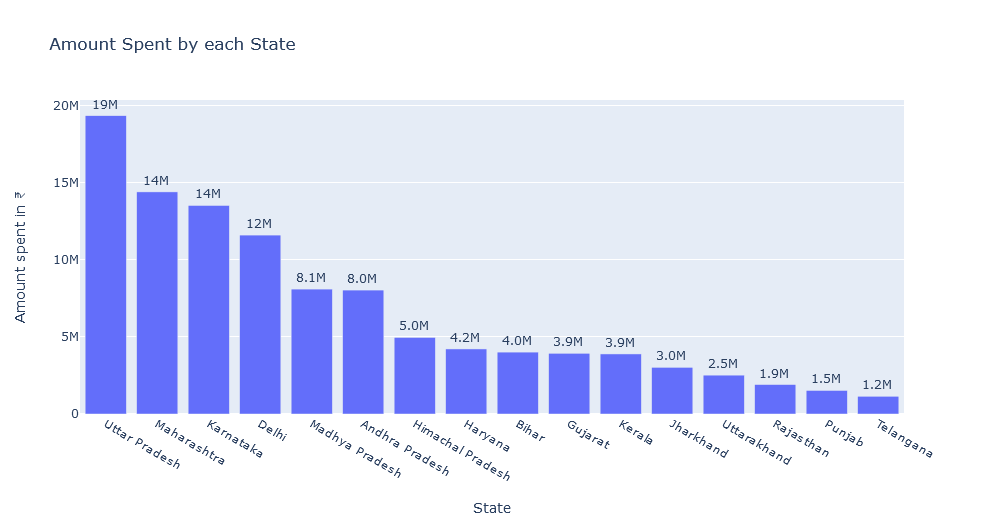 Amount Spent by each State
Amount spent in ₹
20M
15M
10M
5M
0
19M
14M
14M
12M
8.1M
8.0M
5.0M
4.2M
4.0M
3.9M
3.9M
3.0M
2.5M
1.9M
1.5M
1.2M
Uttar Pradesh
Maharashtra
Karnataka
Delhi
Madhya Pradesh
Andhra Pradesh
Himachal Pradesh
Haryana
Bihar
Gujarat
Kerala
Jharkhand
Uttarakhand
Rajasthan
Punjab
Telangana
State